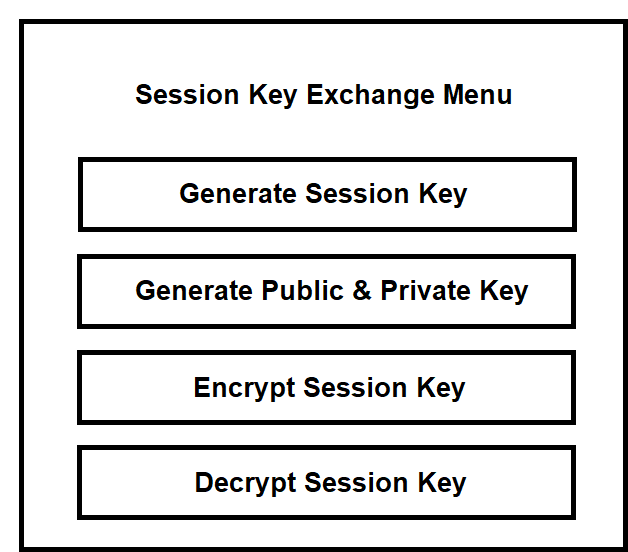 Session Key Exchange Menu
Generate Session Key
Generate Public & Private Key
Encrypt Session Key
Decrypt Session Key